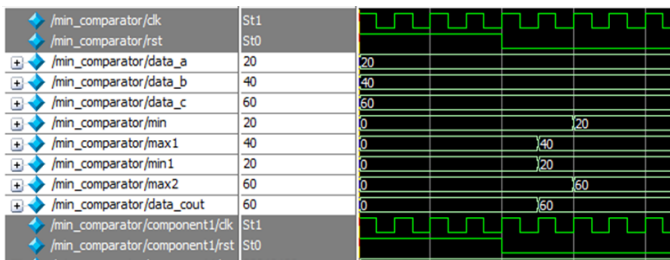 /min_comparator/clk St1
/min_comparator/rst St0
/min_comparator/data_a 20 20
/min_comparator/data_b 40 40
/min_comparator/data_c 60 60
/min_comparator/min 20 0 20
/min_comparator/max1 40 0 40
/min_comparator/min1 20 0 20
/min_comparator/max2 60 0 60
/min_comparator/data_cout 60 0 60
/min_comparator/component1/clk St1
/min_comparator/component1/rst St0